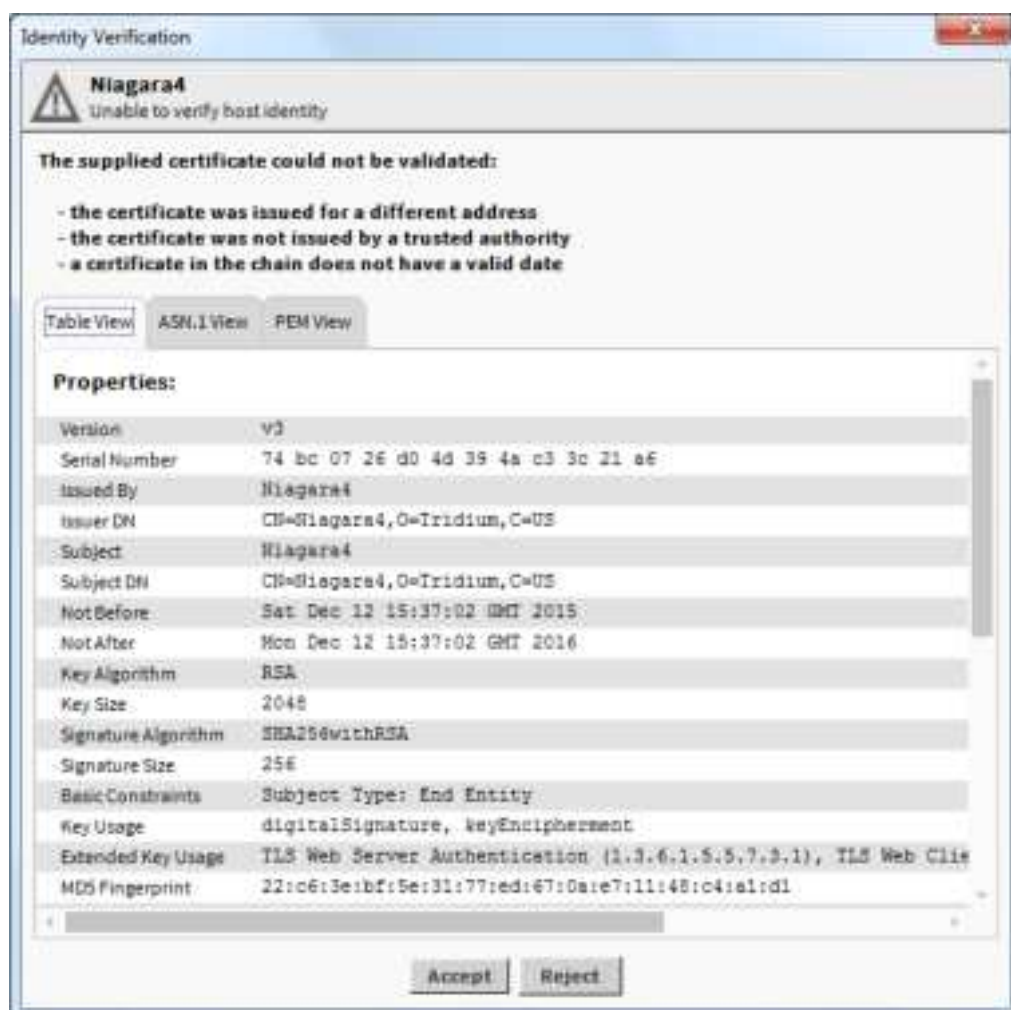 Identity Verification
Niagara4
Unable to verify host identity
The supplied certificate could not be validated:
- the certificate was issued for a different address
- the certificate was not issued by a trusted authority
- a certificate in the chain does not have a valid date
Table View ASN.1 View PEM View
Properties:
Version v3
Serial Number 74 bc 07 26 d0 4d 39 4a c3 3c 21 a6
Issued By Niagara4
Issuer DN CN=Niagara4,O=Tridium,C=US
Subject Niagara4
Subject DN CN=Niagara4,O=Tridium,C=US
Not Before Sat Dec 12 15:37:02 GMT 2015
Not After Mon Dec 12 15:37:02 GMT 2016
Key Algorithm RSA
Key Size 2048
Signature Algorithm SHA256withRSA
Signature Size 256
Basic Constraints Subject Type: End Entity
Key Usage digitalSignature, keyEncipherment
Extended Key Usage TLS Web Server Authentication (1.3.6.1.5.5.7.3.1), TLS Web Clie
MD5 Fingerprint 22:c6:3e:bf:5e:31:77:ed:67:0a:e7:11:48:c4:a1:d1
Accept Reject